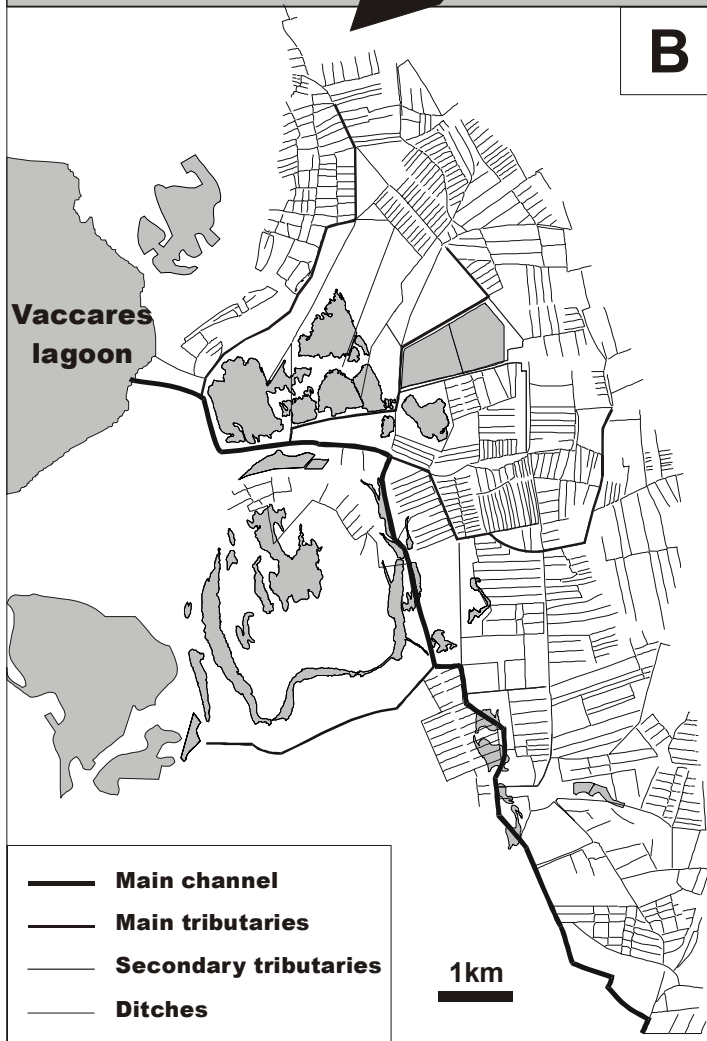 B
Vaccares
lagoon
Main channel
Main tributaries
Secondary tributaries
Ditches
1km